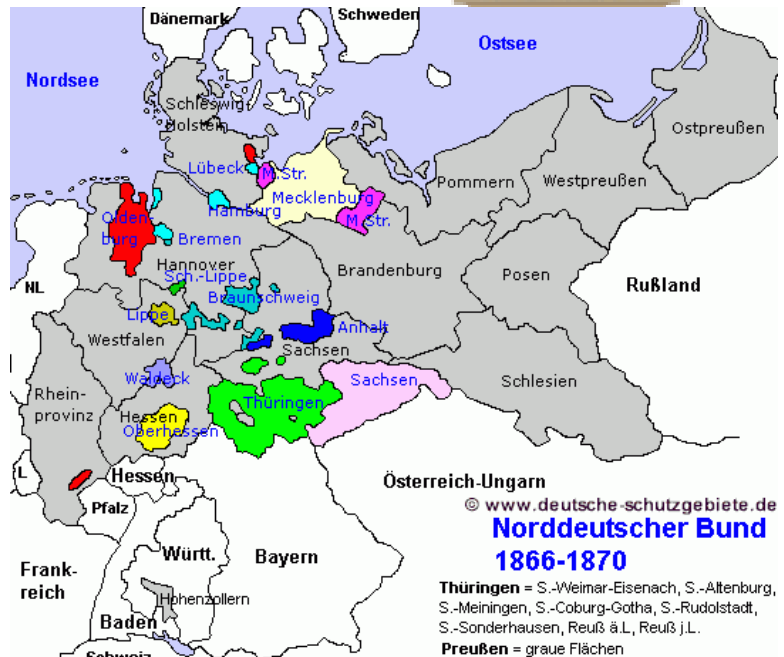 Dänemark
Schweden
Nordsee
Ostsee
Schleswig-
Holstein
Ostpreußen
Lübeck
M.Str.
Pommern
Westpreußen
Mecklenburg
Hamburg
M.Str.
Olden-
burg
Bremen
Hannover
Brandenburg
Posen
Rußland
NL
Sch.-Lippe
Braunschweig
Lippe
Anhalt
Westfalen
Sachsen
Waldeck
Sachsen
Schlesien
Rhein-
provinz
Thüringen
Hessen
Oberhessen
L
Hessen
Österreich-Ungarn
Pfalz
© www.deutsche-schutzgebiete.de
Norddeutscher Bund
1866-1870
Württ.
Bayern
Frank-
reich
Hohenzollern
Baden
Schweiz
Thüringen = S.-Weimar-Eisenach, S.-Altenburg,
S.-Meiningen, S.-Coburg-Gotha, S.-Rudolstadt,
S.-Sonderhausen, Reuß ä.L, Reuß j.L.
Preußen = graue Flächen